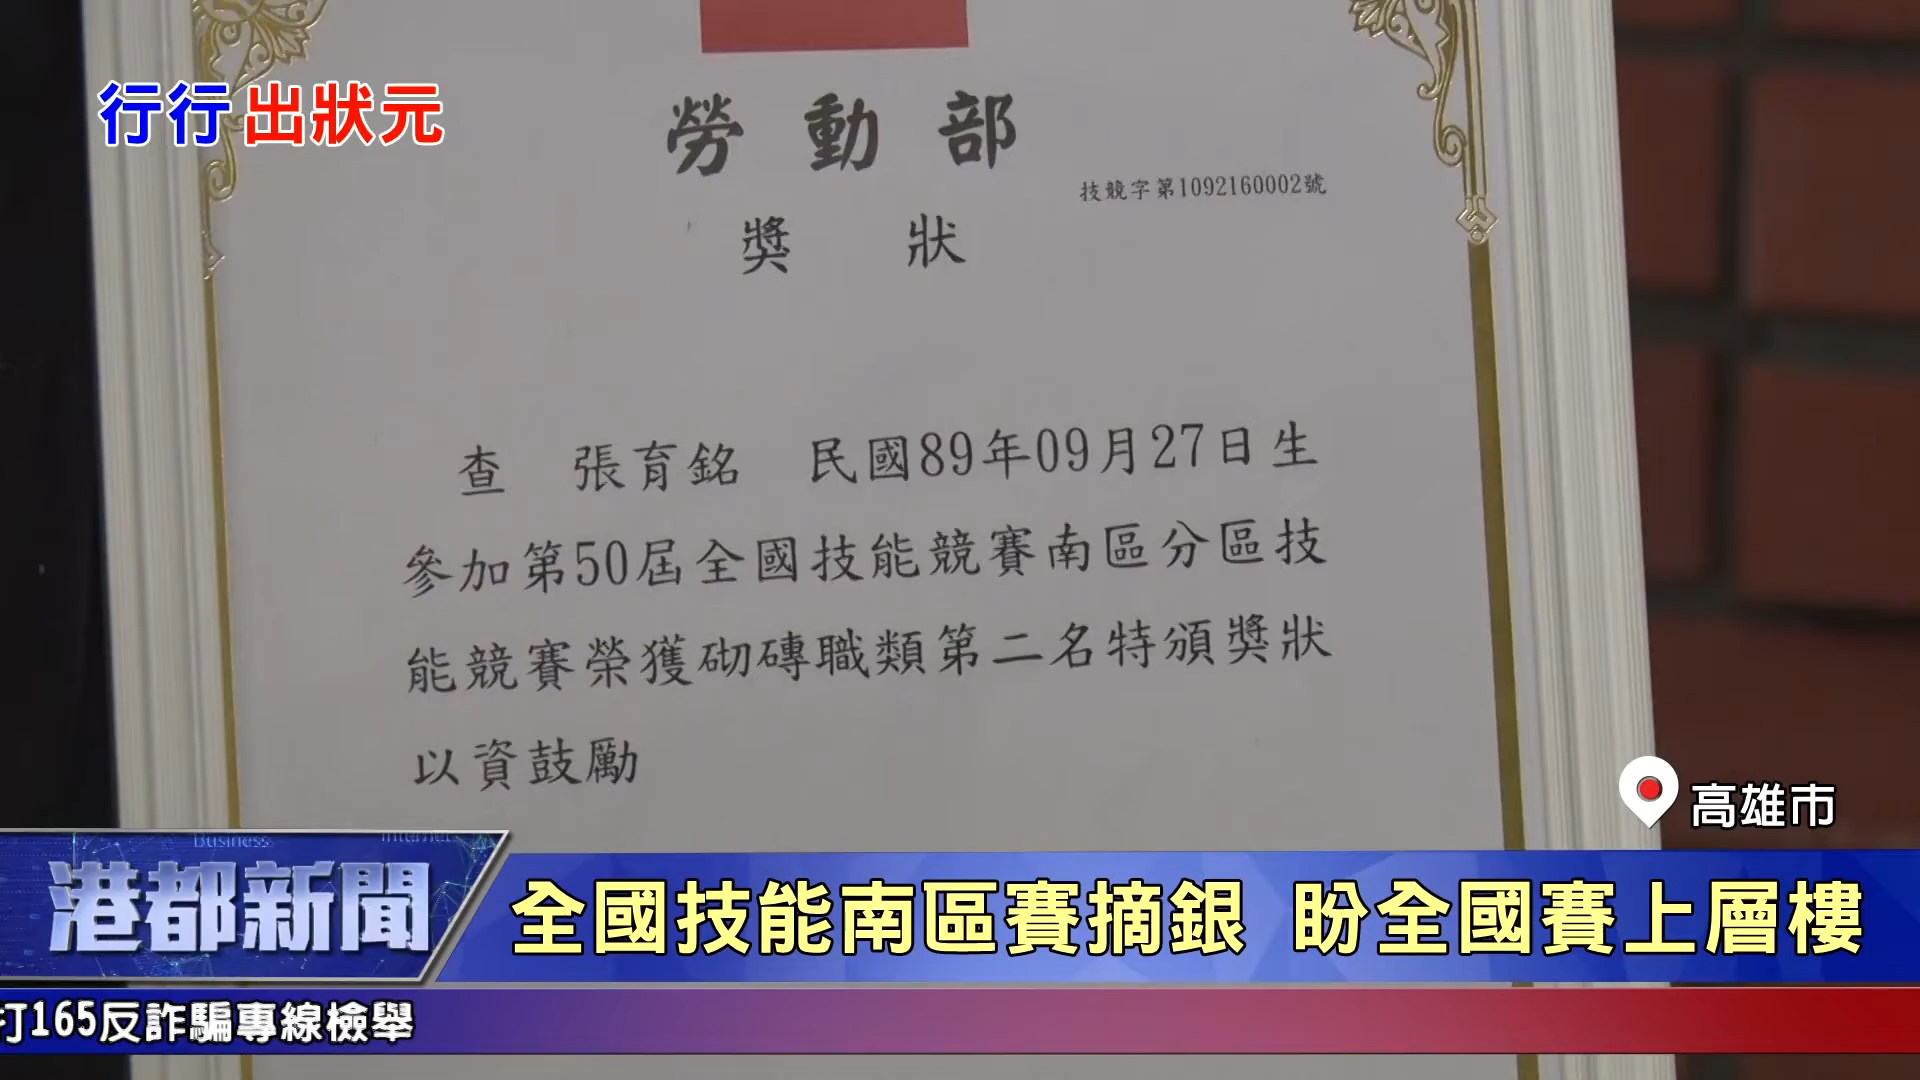 行行出狀元
勞動部
技競字第1092160002號
獎狀
查 張育銘 民國89年09月27日生
參加第50屆全國技能競賽南區分區技
能競賽榮獲砌磚職類第二名特頒獎狀
以資鼓勵
高雄市
Business
Internet
港都新聞
全國技能南區賽摘銀 盼全國賽上層樓
打165反詐騙專線檢舉